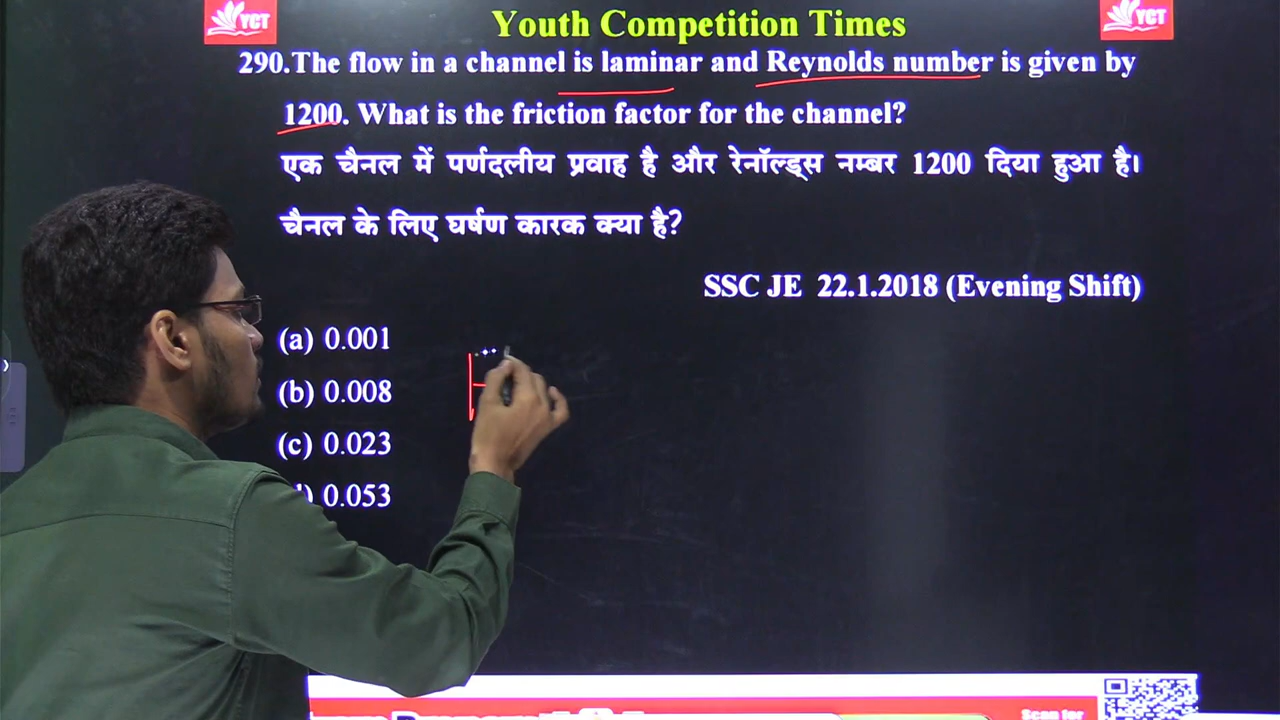 YCT
Youth Competition Times
YCT
290.The flow in a channel is laminar and Reynolds number is given by
1200. What is the friction factor for the channel?
एक चैनल में पर्णदलीय प्रवाह है और रेनॉल्ड्स नम्बर 1200 दिया हुआ है।
चैनल के लिए घर्षण कारक क्या है?
SSC JE 22.1.2018 (Evening Shift)
(a) 0.001
(b) 0.008
(c) 0.023
) 0.053
Scan for